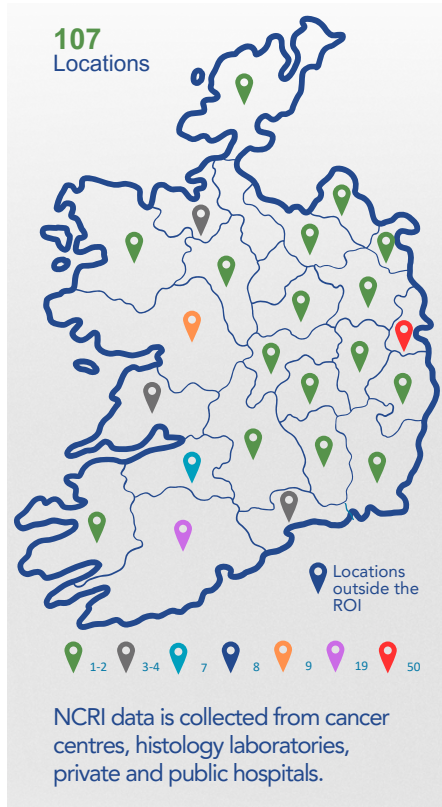 107
Locations
Locations
outside the
ROI
1-2 3-4 7 8 9 19 50
NCRI data is collected from cancer
centres, histology laboratories,
private and public hospitals.